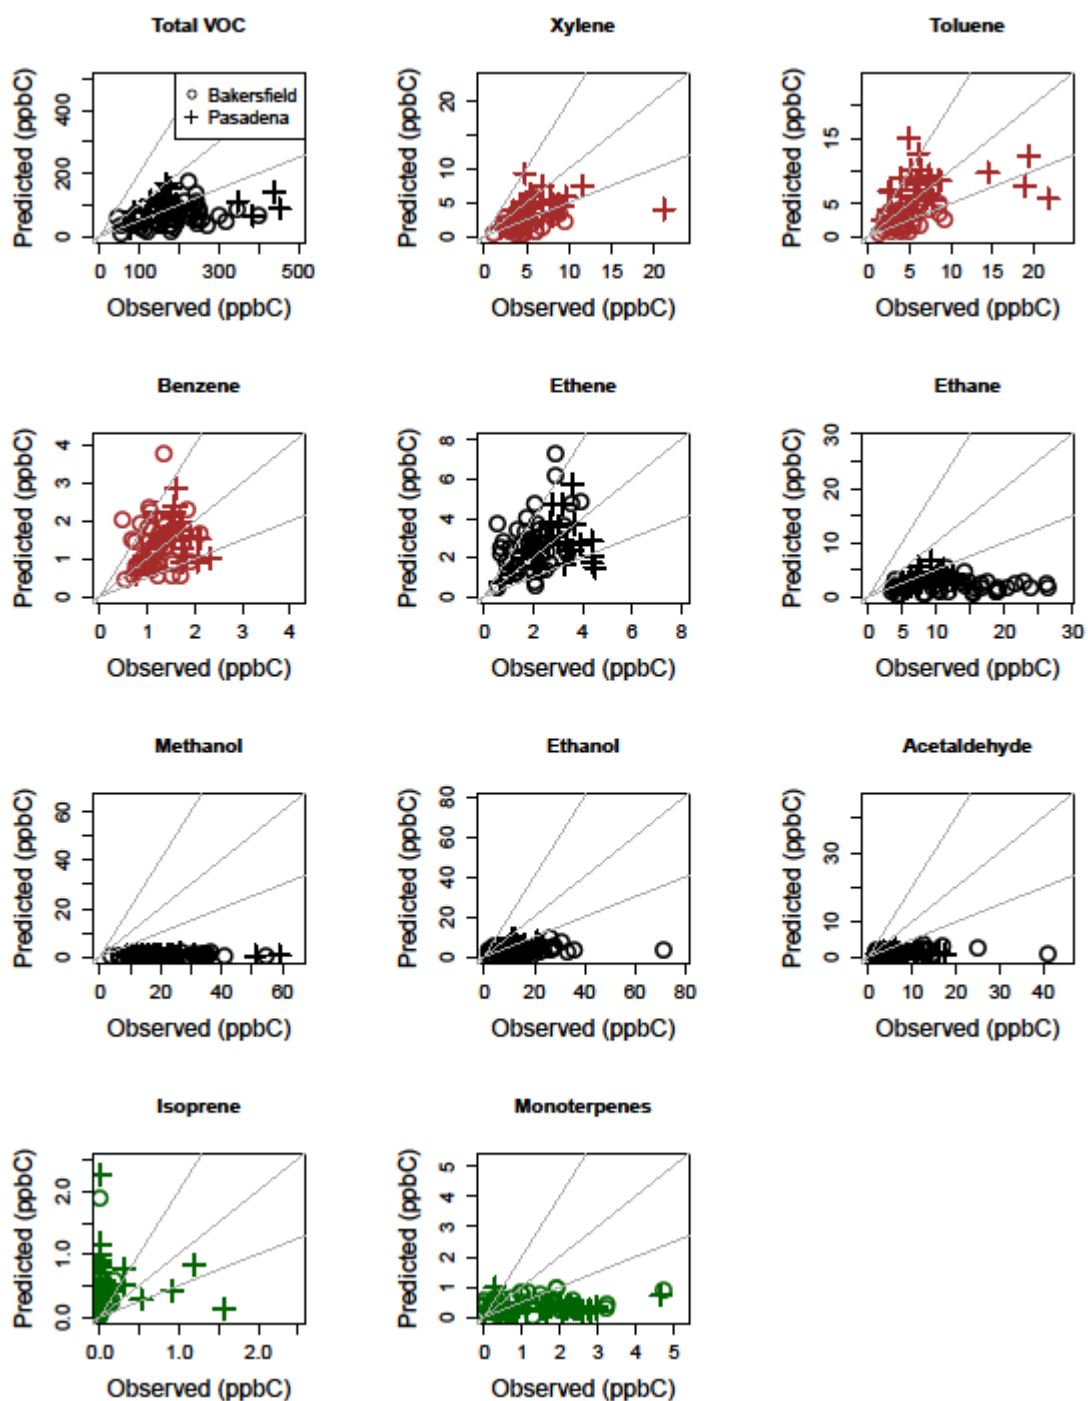 Total VOC
Xylene
Toluene
Predicted (ppbC)
0 200 400
Bakersfield
Pasadena
0 100 300 500
Observed (ppbC)
Predicted (ppbC)
0 5 10 20
0 5 10 20
Observed (ppbC)
Predicted (ppbC)
0 5 15
0 5 10 15 20
Observed (ppbC)
Benzene
Ethene
Ethane
Predicted (ppbC)
0 1 2 3 4
0 1 2 3 4
Observed (ppbC)
Predicted (ppbC)
0 2 4 6 8
0 2 4 6 8
Observed (ppbC)
Predicted (ppbC)
0 5 10 20 30
0 5 10 20 30
Observed (ppbC)
Methanol
Ethanol
Acetaldehyde
Predicted (ppbC)
0 20 40 60
0 20 40 60
Observed (ppbC)
Predicted (ppbC)
0 20 40 60 80
0 20 40 60 80
Observed (ppbC)
Predicted (ppbC)
0 10 30
0 10 20 30 40
Observed (ppbC)
Isoprene
Monoterpenes
Predicted (ppbC)
0.0 1.0 2.0
0.0 1.0 2.0
Observed (ppbC)
Predicted (ppbC)
0 1 2 3 4 5
0 1 2 3 4 5
Observed (ppbC)